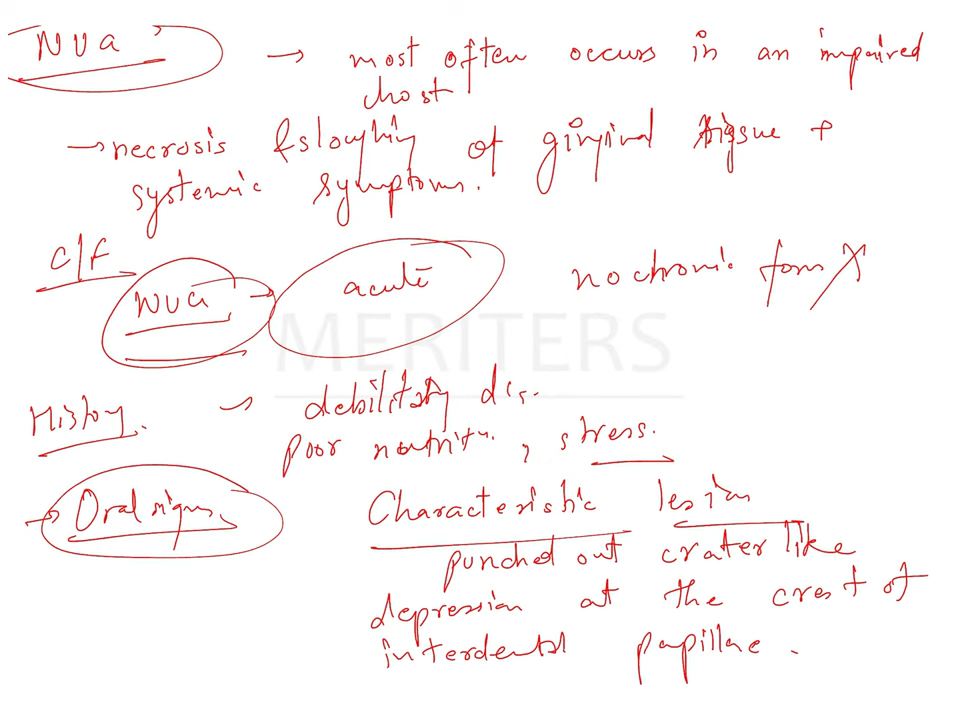 NUG → most often occurs in an impaired
host
→ necrosis & sloughing of gingival tissue +
systemic symptoms.
C/F
NUG → acute no chronic form X
MERITERS
History. → debilitaty dis.
poor nutritn, stress.
→ Oral signs Characteristic lesion
punched out crater like
depression at the crest of
interdental papillae.